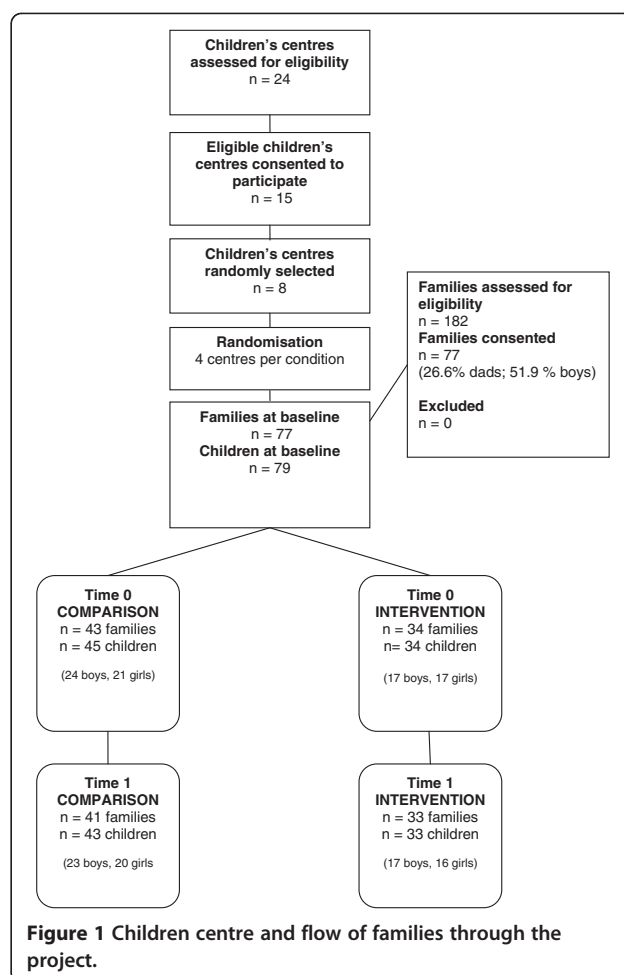 Children's centres
assessed for eligibility
n = 24
Eligible children's
centres consented to
participate
n = 15
Children's centres
randomly selected
n = 8
Randomisation
4 centres per condition
Families assessed for
eligibility
n = 182
Families consented
n = 77
(26.6% dads; 51.9 % boys)
Excluded
n = 0
Families at baseline
n = 77
Children at baseline
n = 79
Time 0
COMPARISON
n = 43 families
n = 45 children
(24 boys, 21 girls)
Time 0
INTERVENTION
n = 34 families
n= 34 children
(17 boys, 17 girls)
Time 1
COMPARISON
n = 41 families
n = 43 children
(23 boys, 20 girls
Time 1
INTERVENTION
n = 33 families
n = 33 children
(17 boys, 16 girls)
Figure 1 Children centre and flow of families through the
project.